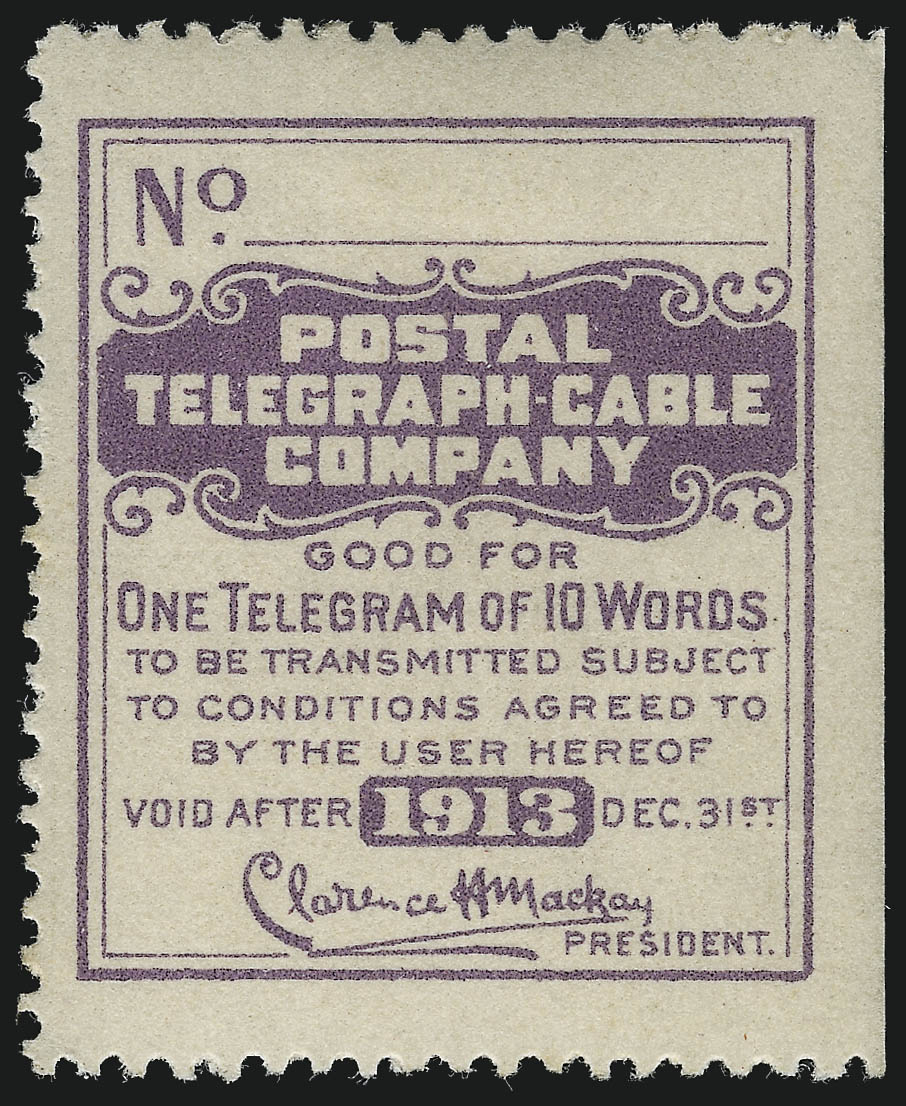 No.
POSTAL
TELEGRAPH-CABLE
COMPANY
GOOD FOR
ONE TELEGRAM OF 10 WORDS
TO BE TRANSMITTED SUBJECT
TO CONDITIONS AGREED TO
BY THE USER HEREOF
VOID AFTER 1913 DEC. 31ST.
Clarence H Mackay
PRESIDENT.